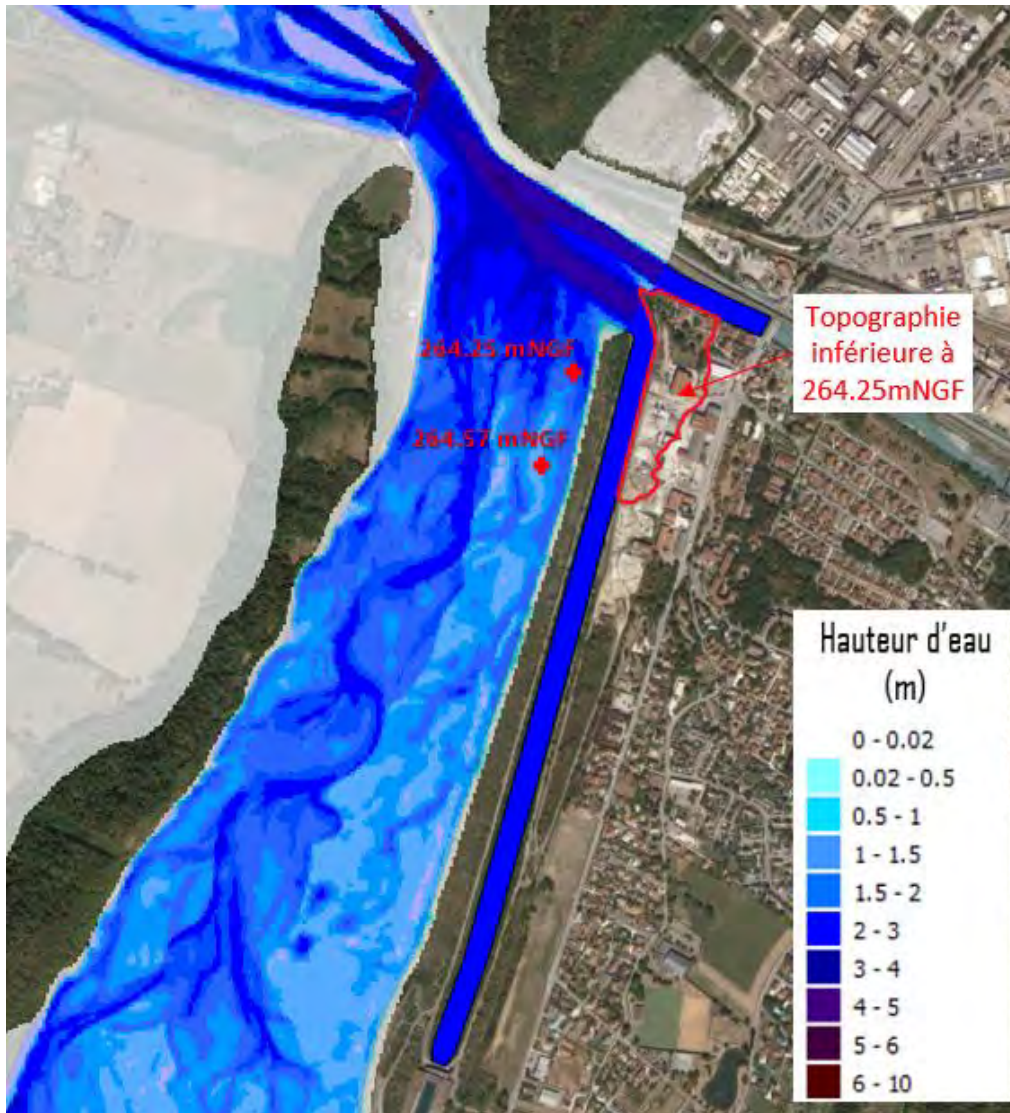 264.25 mNGF
264.57 mNGF
Topographie
inférieure à
264.25mNGF
Hauteur d'eau
(m)
0 - 0.02
0.02 - 0.5
0.5 - 1
1 - 1.5
1.5 - 2
2 - 3
3 - 4
4 - 5
5 - 6
6 - 10